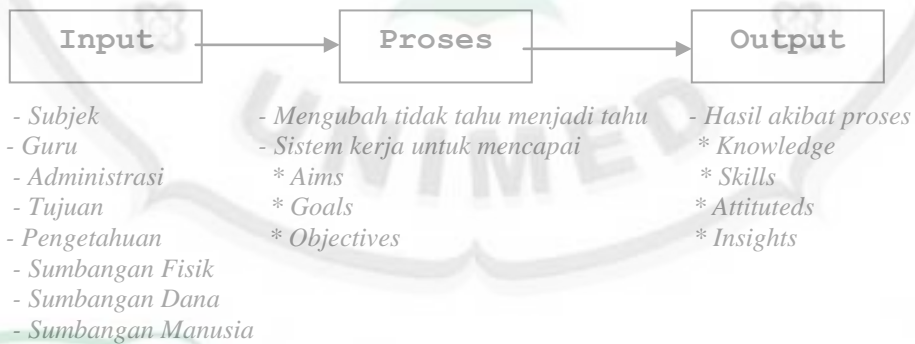 Input Proses Output
- Subjek - Mengubah tidak tahu menjadi tahu - Hasil akibat proses
- Guru - Sistem kerja untuk mencapai * Knowledge
- Administrasi * Aims * Skills
- Tujuan * Goals * Attituteds
- Pengetahuan * Objectives * Insights
- Sumbangan Fisik
- Sumbangan Dana
- Sumbangan Manusia
UNIMED